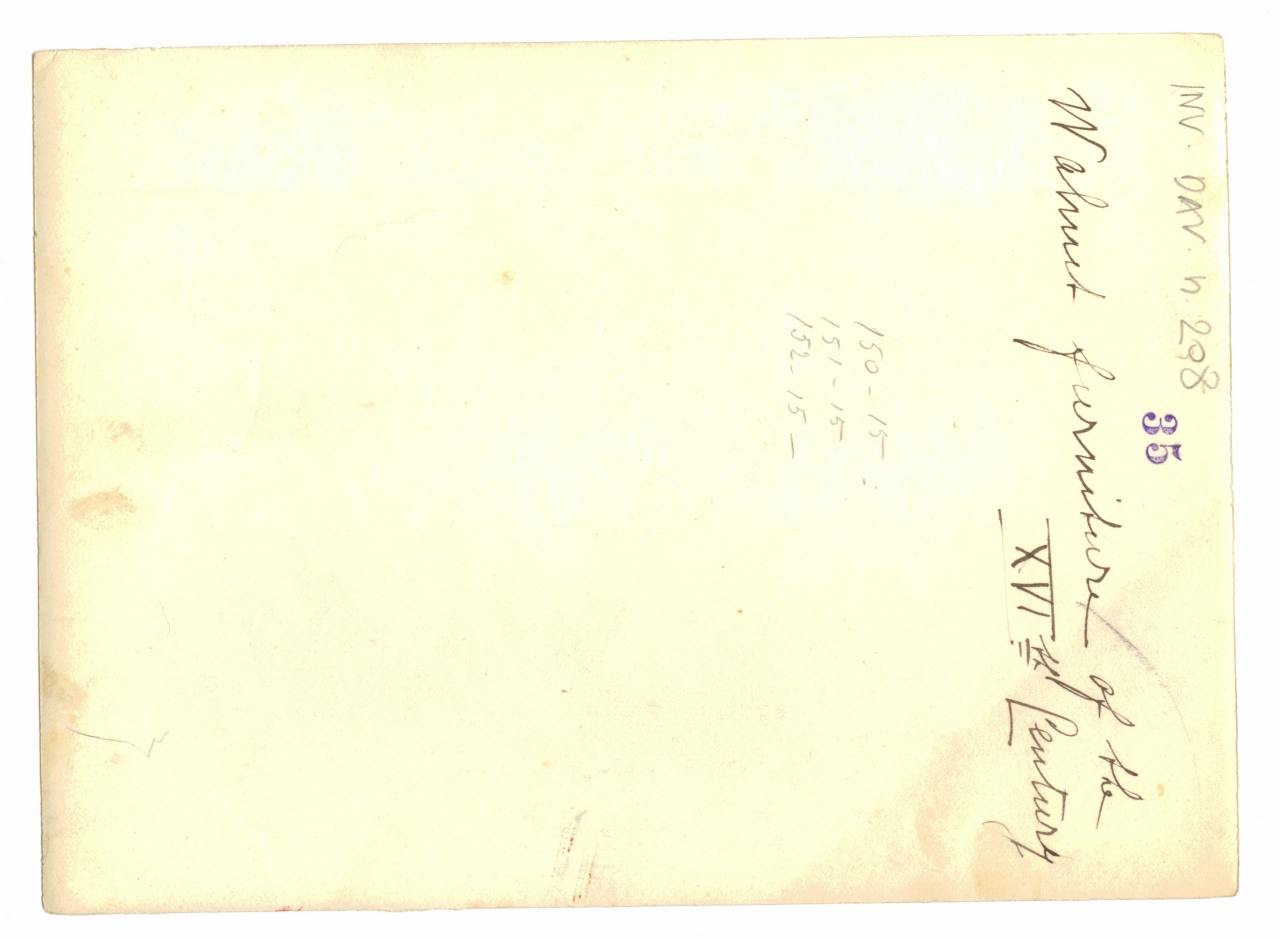 INV. DAV. n. 298
35
Walnut furniture of the
XVIth Century
150 - 15 :
151 - 15
152 - 15 -